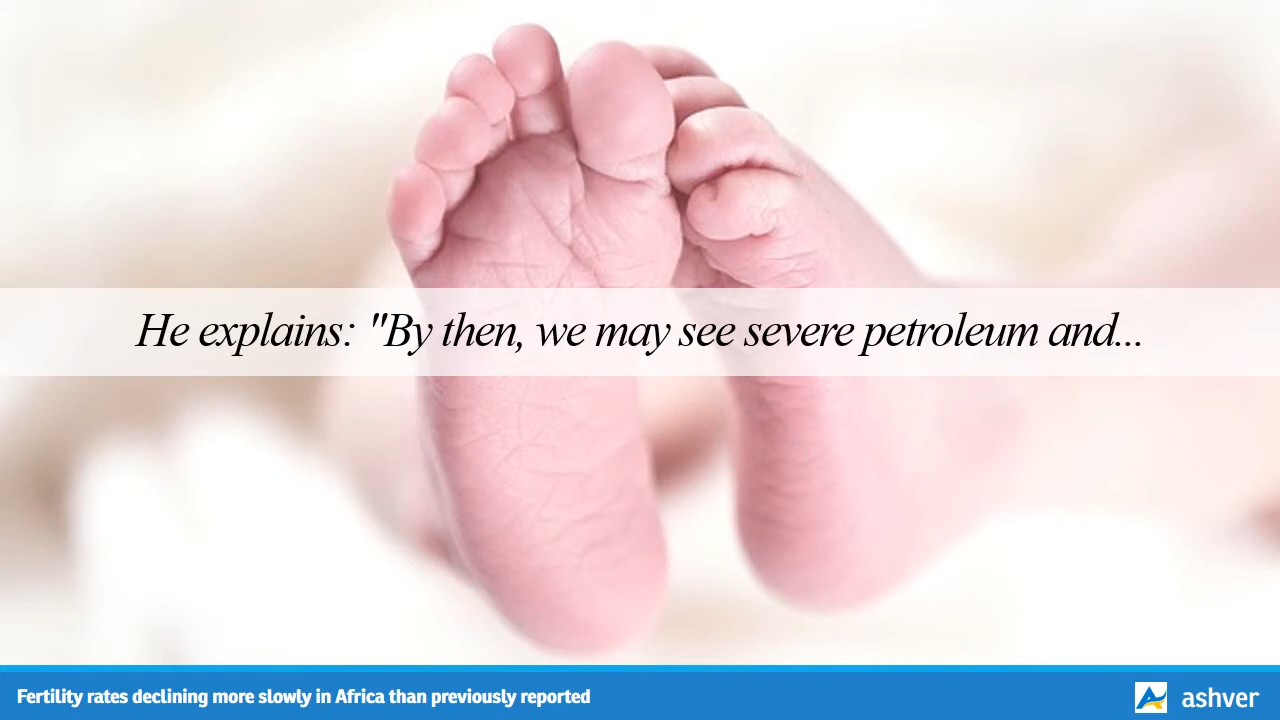 He explains: "By then, we may see severe petroleum and...
Fertility rates declining more slowly in Africa than previously reported
ashver